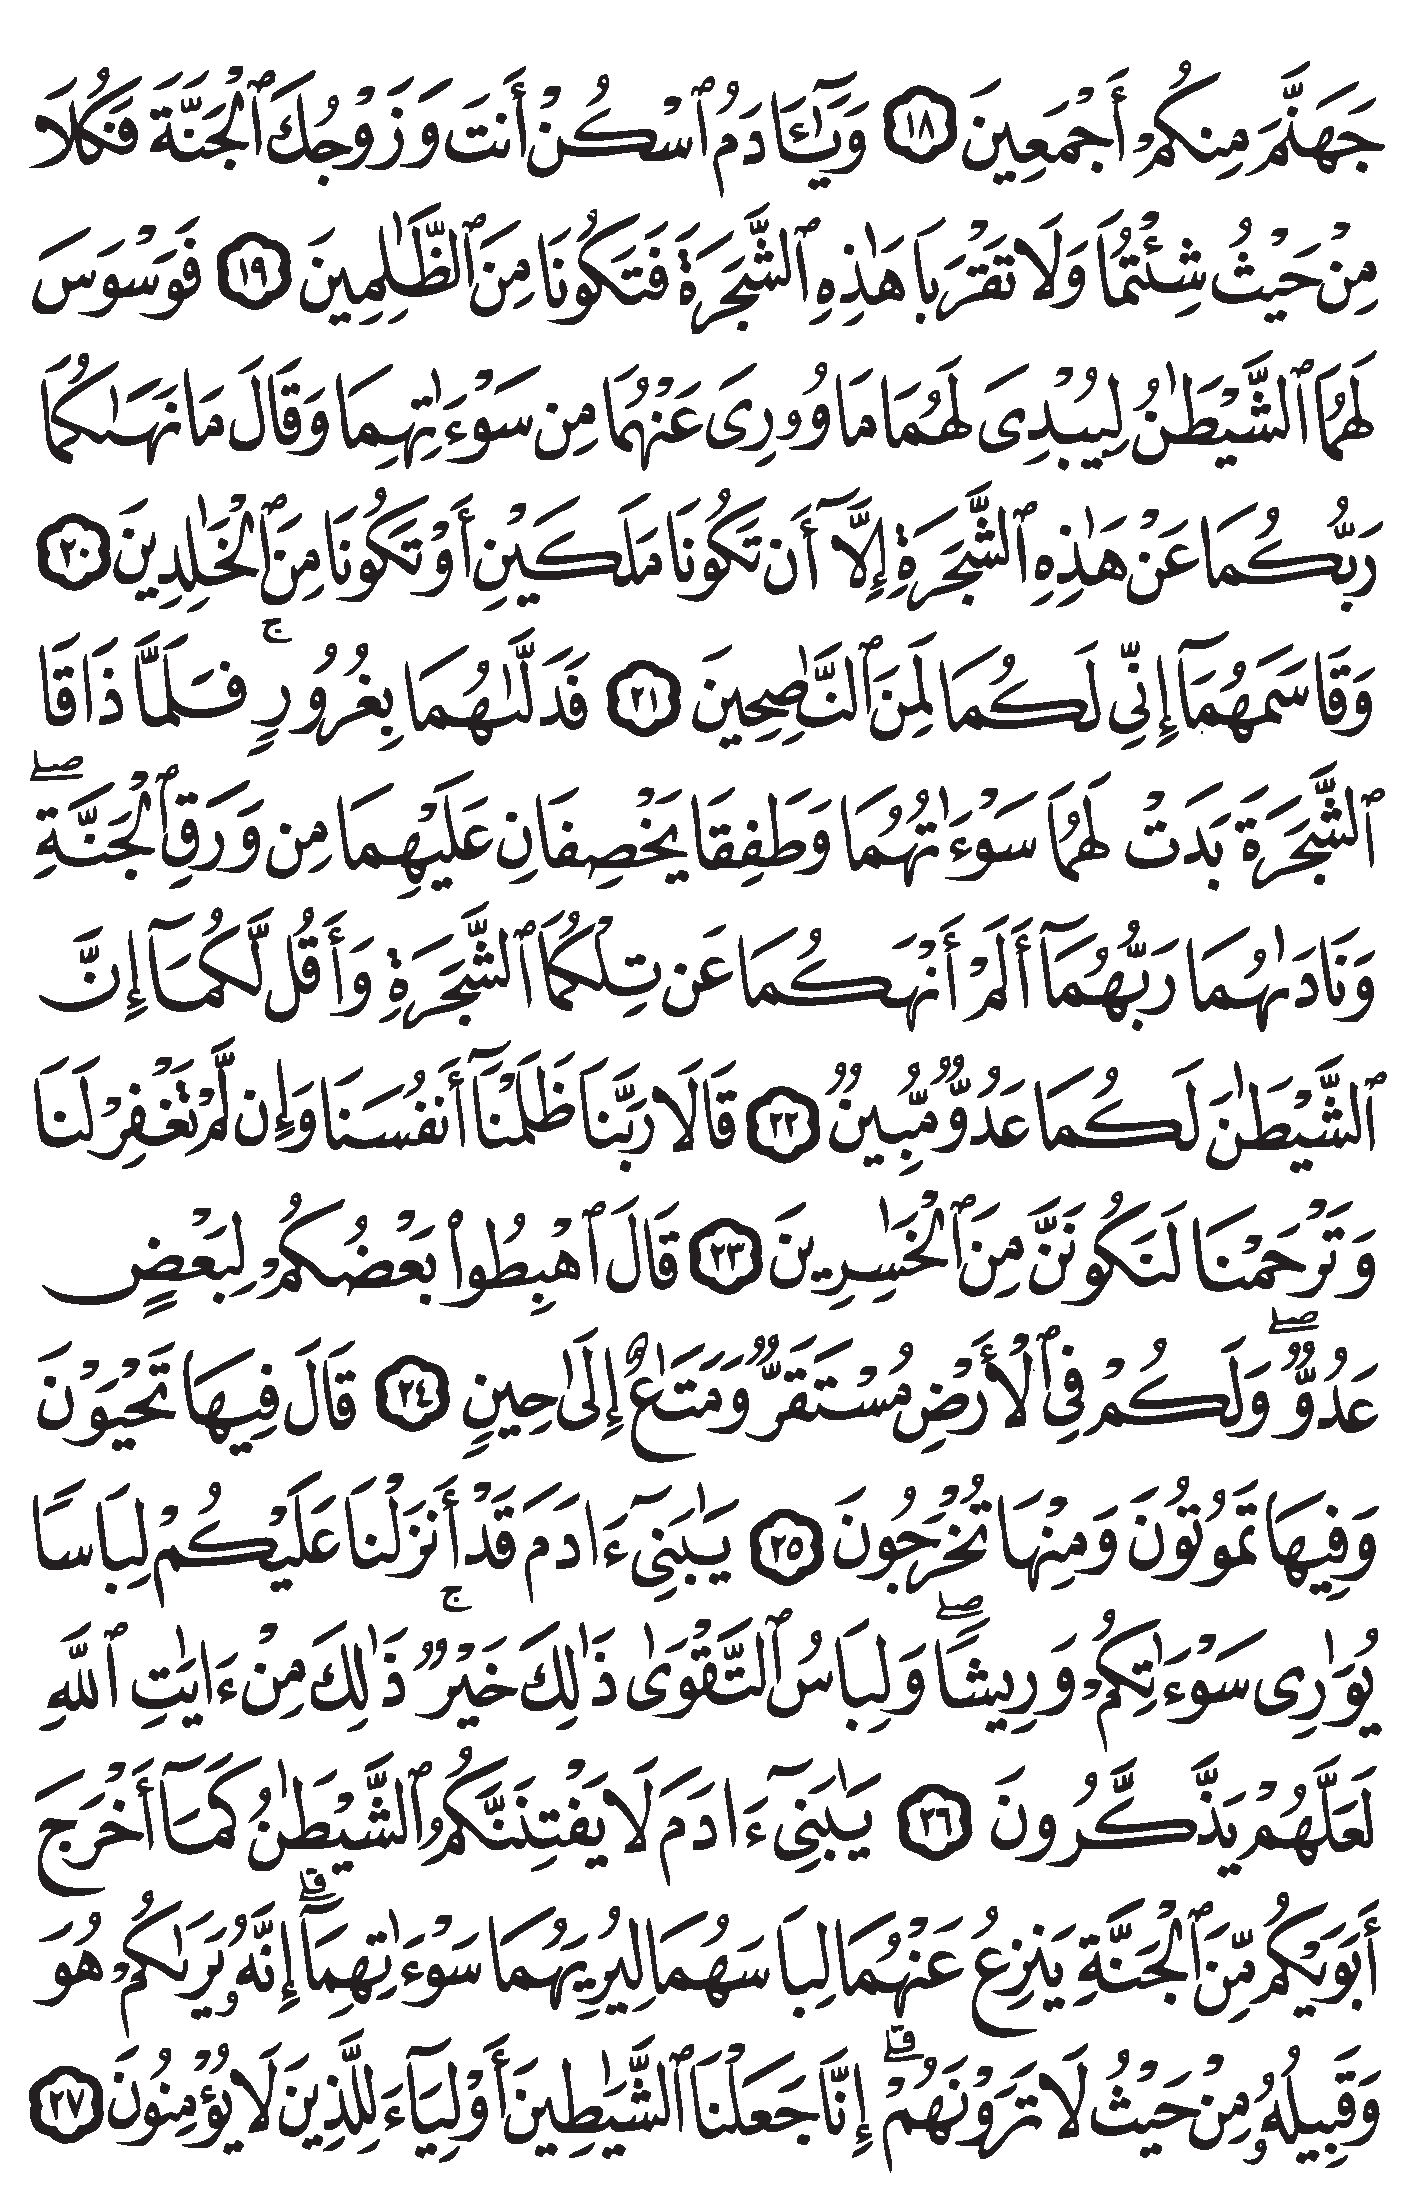 جَهَنَّمَ مِنكُمْ أَجْمَعِينَ ١٨ وَيَـٰٓـَٔادَمُ ٱسْكُنْ أَنتَ وَزَوْجُكَ ٱلْجَنَّةَ فَكُلَا
مِنْ حَيْثُ شِئْتُمَا وَلَا تَقْرَبَا هَـٰذِهِ ٱلشَّجَرَةَ فَتَكُونَا مِنَ ٱلظَّـٰلِمِينَ ١٩ فَوَسْوَسَ
لَهُمَا ٱلشَّيْطَـٰنُ لِيُبْدِىَ لَهُمَا مَا وُۥرِىَ عَنْهُمَا مِن سَوْءَٰتِهِمَا وَقَالَ مَا نَهَىٰكُمَا
رَبُّكُمَا عَنْ هَـٰذِهِ ٱلشَّجَرَةِ إِلَّآ أَن تَكُونَا مَلَكَيْنِ أَوْ تَكُونَا مِنَ ٱلْخَـٰلِدِينَ ٢٠
وَقَاسَمَهُمَآ إِنِّى لَكُمَا لَمِنَ ٱلنَّـٰصِحِينَ ٢١ فَدَلَّىٰهُمَا بِغُرُورٍ ۚ فَلَمَّا ذَاقَا
ٱلشَّجَرَةَ بَدَتْ لَهُمَا سَوْءَٰتُهُمَا وَطَفِقَا يَخْصِفَانِ عَلَيْهِمَا مِن وَرَقِ ٱلْجَنَّةِ ۖ
وَنَادَىٰهُمَا رَبُّهُمَآ أَلَمْ أَنْهَكُمَا عَن تِلْكُمَا ٱلشَّجَرَةِ وَأَقُل لَّكُمَآ إِنَّ
ٱلشَّيْطَـٰنَ لَكُمَا عَدُوٌّ مُّبِينٌ ٢٢ قَالَا رَبَّنَا ظَلَمْنَآ أَنفُسَنَا وَإِن لَّمْ تَغْفِرْ لَنَا
وَتَرْحَمْنَا لَنَكُونَنَّ مِنَ ٱلْخَـٰسِرِينَ ٢٣ قَالَ ٱهْبِطُوا۟ بَعْضُكُمْ لِبَعْضٍ
عَدُوٌّ ۖ وَلَكُمْ فِى ٱلْأَرْضِ مُسْتَقَرٌّ وَمَتَـٰعٌ إِلَىٰ حِينٍ ٢٤ قَالَ فِيهَا تَحْيَوْنَ
وَفِيهَا تَمُوتُونَ وَمِنْهَا تُخْرَجُونَ ٢٥ يَـٰبَنِىٓ ءَادَمَ قَدْ أَنزَلْنَا عَلَيْكُمْ لِبَاسًا
يُوَٰرِى سَوْءَٰتِكُمْ وَرِيشًا ۖ وَلِبَاسُ ٱلتَّقْوَىٰ ذَٰلِكَ خَيْرٌ ۚ ذَٰلِكَ مِنْ ءَايَـٰتِ ٱللَّهِ
لَعَلَّهُمْ يَذَّكَّرُونَ ٢٦ يَـٰبَنِىٓ ءَادَمَ لَا يَفْتِنَنَّكُمُ ٱلشَّيْطَـٰنُ كَمَآ أَخْرَجَ
أَبَوَيْكُم مِّنَ ٱلْجَنَّةِ يَنزِعُ عَنْهُمَا لِبَاسَهُمَا لِيُرِيَهُمَا سَوْءَٰتِهِمَآ ۗ إِنَّهُۥ يَرَىٰكُمْ هُوَ
وَقَبِيلُهُۥ مِنْ حَيْثُ لَا تَرَوْنَهُمْ ۗ إِنَّا جَعَلْنَا ٱلشَّيَـٰطِينَ أَوْلِيَآءَ لِلَّذِينَ لَا يُؤْمِنُونَ ٢٧